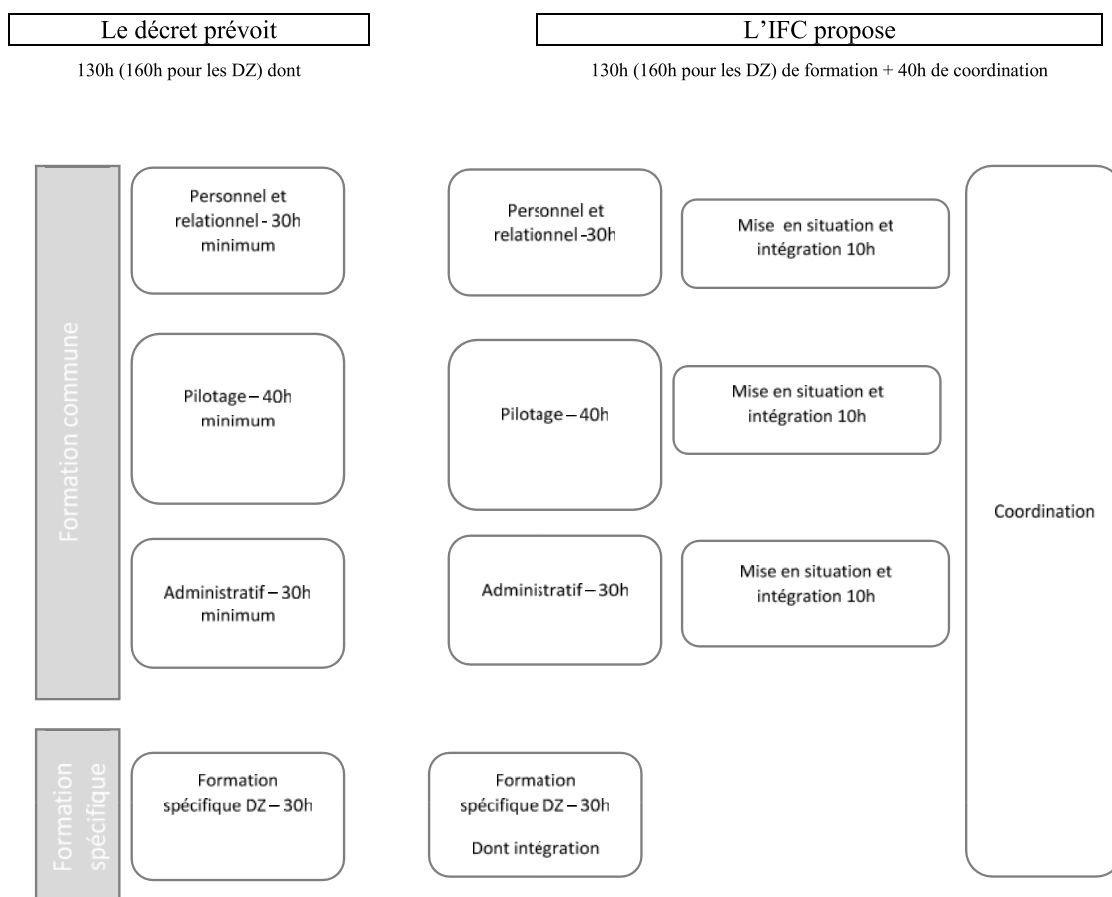 Le décret prévoit
L'IFC propose
130h (160h pour les DZ) dont
130h (160h pour les DZ) de formation + 40h de coordination
Formation commune
Personnel et
relationnel - 30h
minimum
Personnel et
relationnel -30h
Mise en situation et
intégration 10h
Pilotage – 40h
minimum
Pilotage – 40h
Mise en situation et
intégration 10h
Coordination
Administratif – 30h
minimum
Administratif – 30h
Mise en situation et
intégration 10h
Formation
spécifique
Formation
spécifique DZ – 30h
Formation
spécifique DZ – 30h
Dont intégration